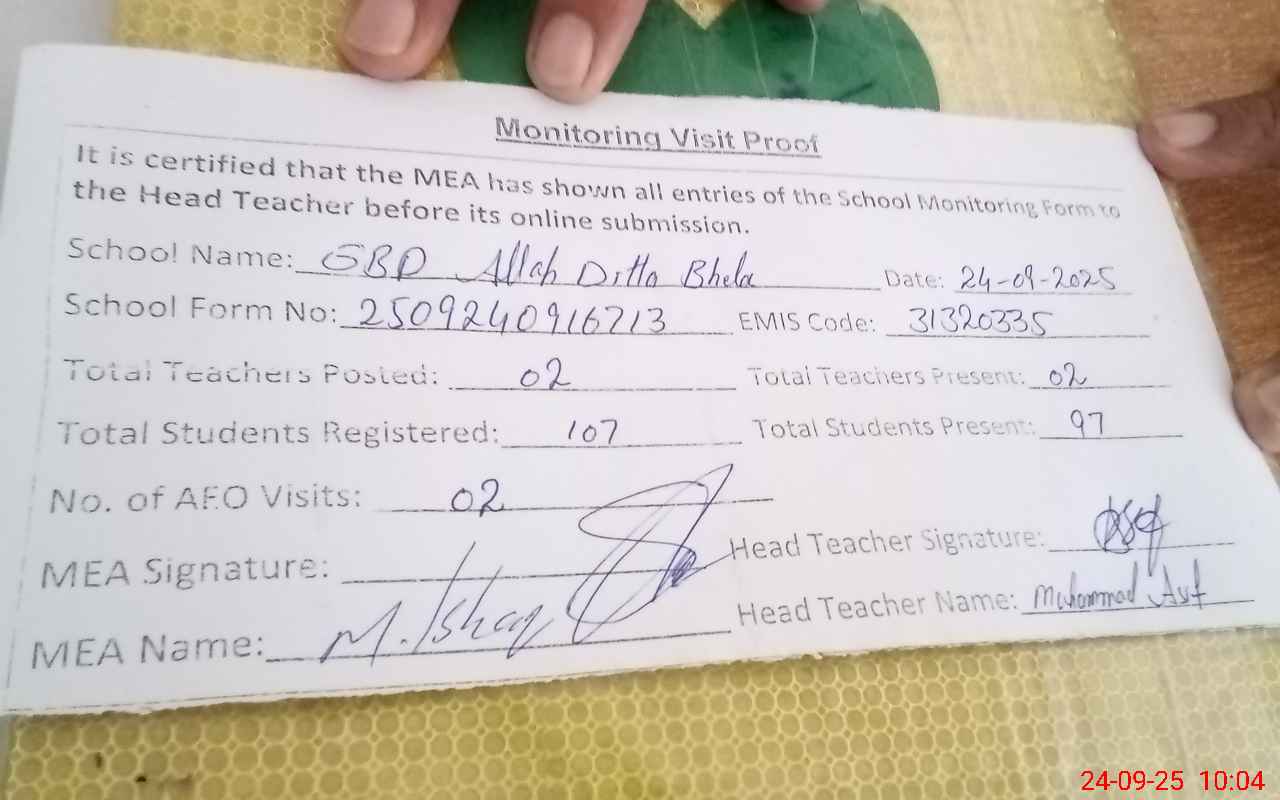 Monitoring Visit Proof
It is certified that the MEA has shown all entries of the School Monitoring Form to
the Head Teacher before its online submission.
School Name: GBD Allah Ditta Bhela Date: 24-09-2025
School Form No: 2509240916713 EMIS Code: 31320335
Total Teachers Posted: 02 Total Teachers Present: 02
Total Students Registered: 107 Total Students Present: 97
No. of AEO Visits: 02
MEA Signature: Head Teacher Signature:
MEA Name: M. Ishaq Head Teacher Name: Muhammad
24-09-25 10:04